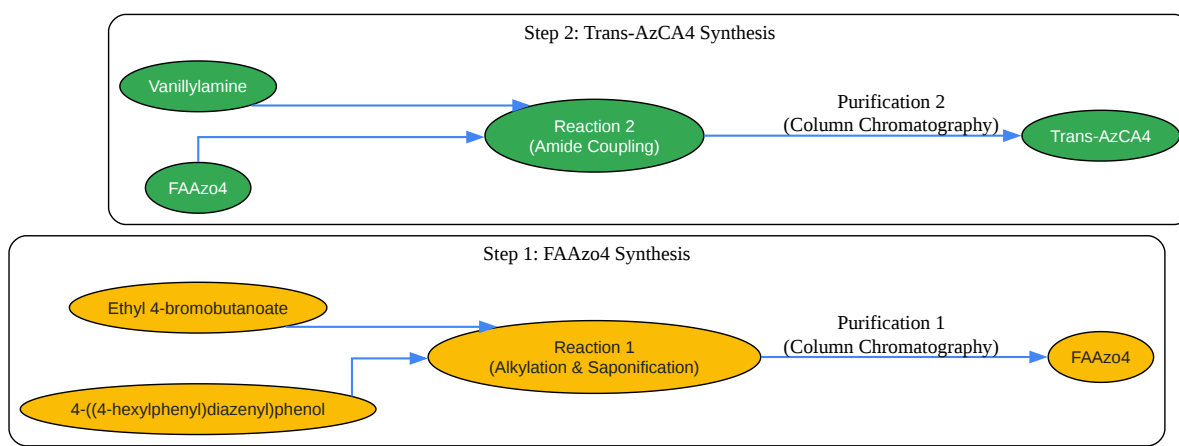 Step 2: Trans-AzCA4 Synthesis
Vanillylamine
FAAzo4
Reaction 2
(Amide Coupling)
Purification 2
(Column Chromatography)
Trans-AzCA4
Step 1: FAAzo4 Synthesis
Ethyl 4-bromobutanoate
4-((4-hexylphenyl)diazenyl)phenol
Reaction 1
(Alkylation & Saponification)
Purification 1
(Column Chromatography)
FAAzo4